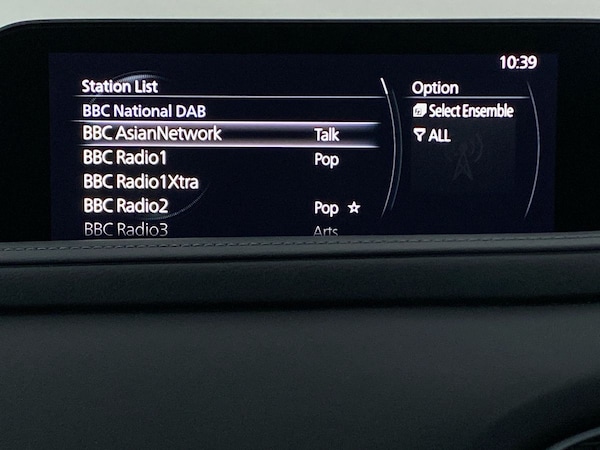 10:39
Station List
Option
BBC National DAB
Select Ensemble
BBC AsianNetwork Talk
ALL
BBC Radio1 Pop
BBC Radio1Xtra
BBC Radio2 Pop ☆
BBC Radio3 Arts